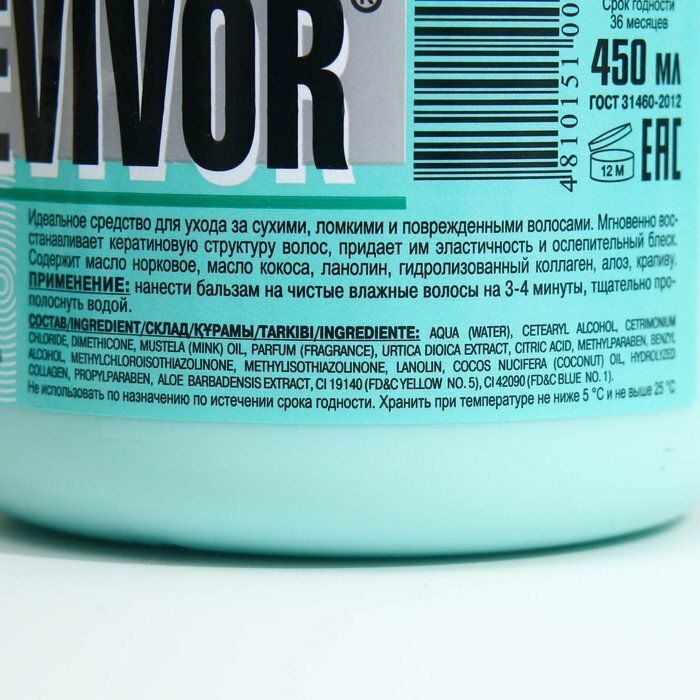 EVIVOR®
Срок годности
36 месяцев
450 МЛ
ГОСТ 31460-2012
4 810151 00
12 M
EAC
Идеальное средство для ухода за сухими, ломкими и поврежденными волосами. Мгновенно вос-
станавливает кератиновую структуру волос, придает им эластичность и ослепительный блеск.
Содержит масло норковое, масло кокоса, ланолин, гидролизованный коллаген, алоэ, крапиву.
ПРИМЕНЕНИЕ: нанести бальзам на чистые влажные волосы на 3-4 минуты, тщательно про-
полоснуть водой.
СОСТАВ/INGREDIENT/СКЛАД/ҚҰРАМЫ/TARKIBI/INGREDIENTE: AQUA (WATER), CETEARYL ALCOHOL, CETRIMONIUM
CHLORIDE, DIMETHICONE, MUSTELA (MINK) OIL, PARFUM (FRAGRANCE), URTICA DIOICA EXTRACT, CITRIC ACID, METHYLPARABEN, BENZYL
ALCOHOL, METHYLCHLOROISOTHIAZOLINONE, METHYLISOTHIAZOLINONE, LANOLIN, COCOS NUCIFERA (COCONUT) OIL, HYDROLYZED
COLLAGEN, PROPYLPARABEN, ALOE BARBADENSIS EXTRACT, CI 19140 (FD&C YELLOW NO. 5), CI 42090 (FD&C BLUE NO. 1).
Не использовать по назначению по истечении срока годности. Хранить при температуре не ниже 5 °С и не выше 25 °С